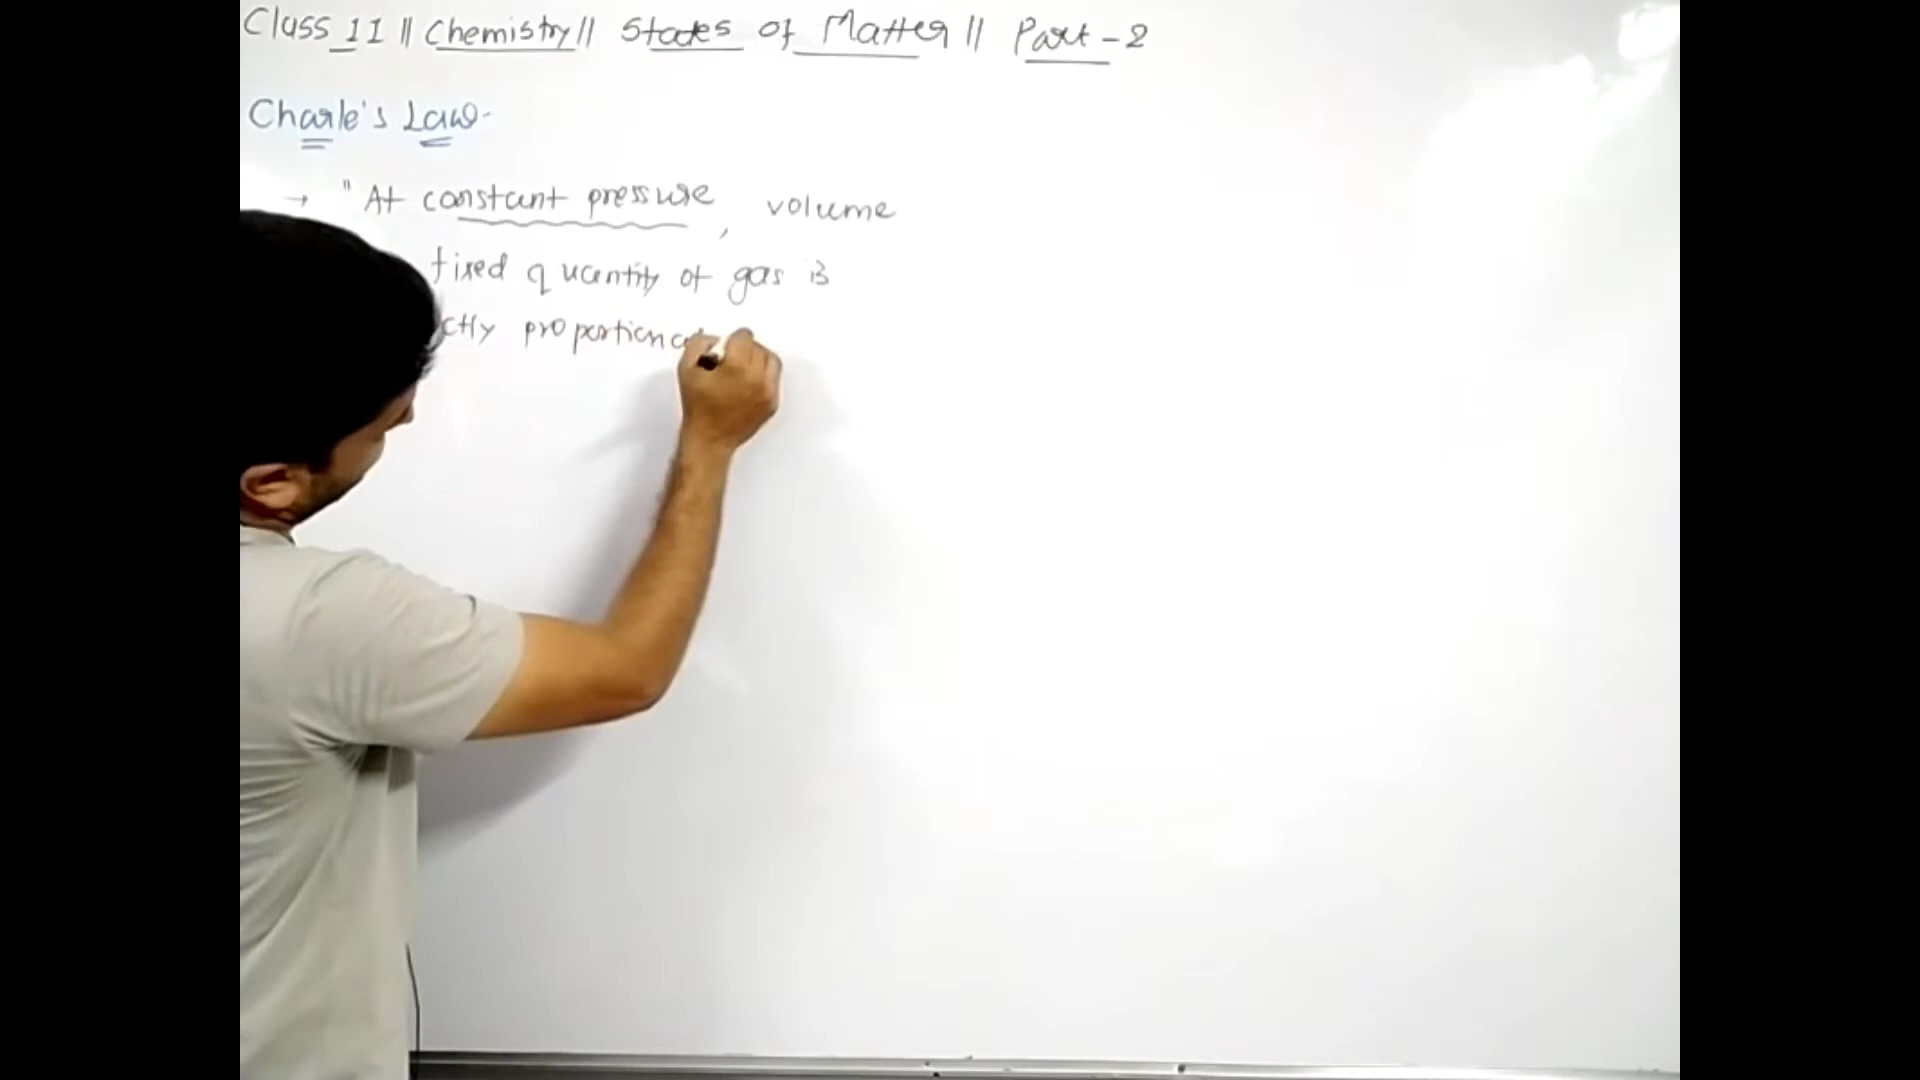 Class 11 || Chemistry || States of Matter || Part - 2
Charle's Law-
→ "At constant pressure, volume
fixed quantity of gas is
ctly proportiona